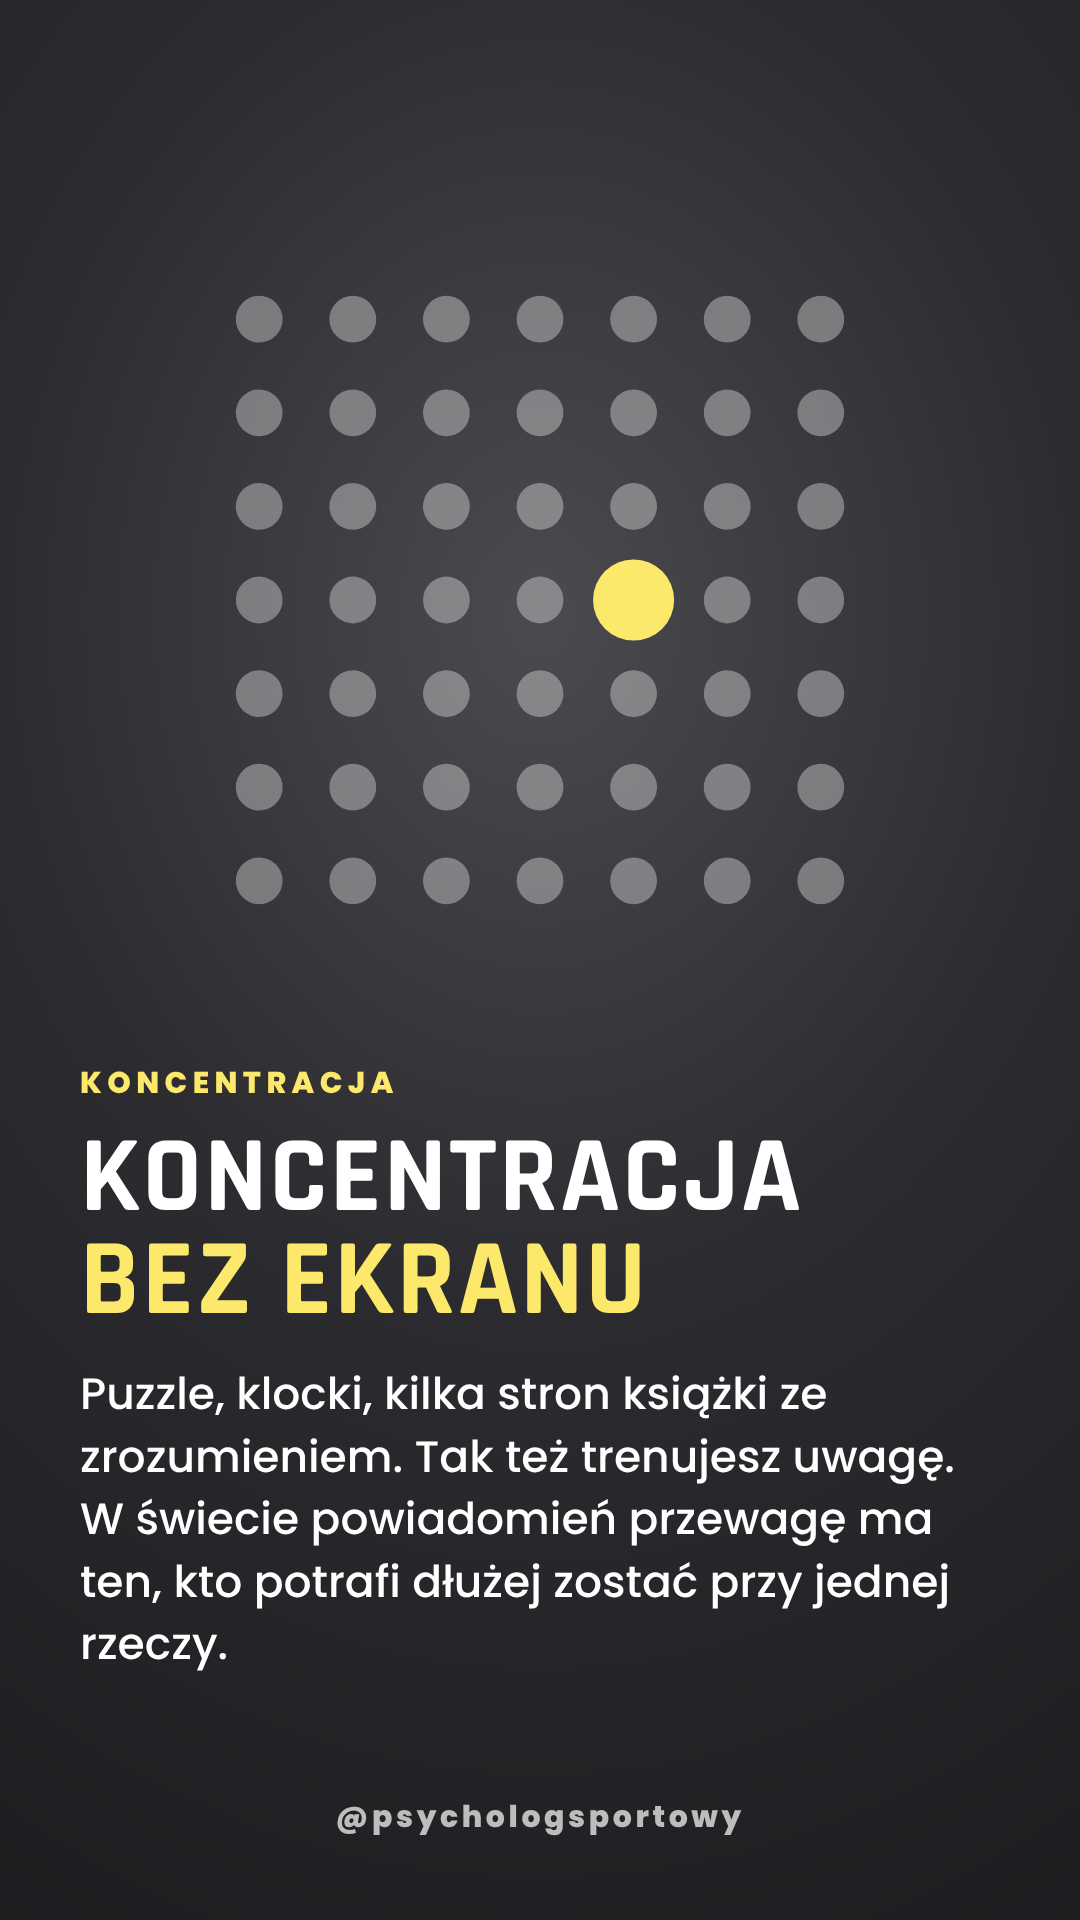 KONCENTRACJA
KONCENTRACJA
BEZ EKRANU
Puzzle, klocki, kilka stron książki ze
zrozumieniem. Tak też trenujesz uwagę.
W świecie powiadomień przewagę ma
ten, kto potrafi dłużej zostać przy jednej
rzeczy.
@psychologsportowy